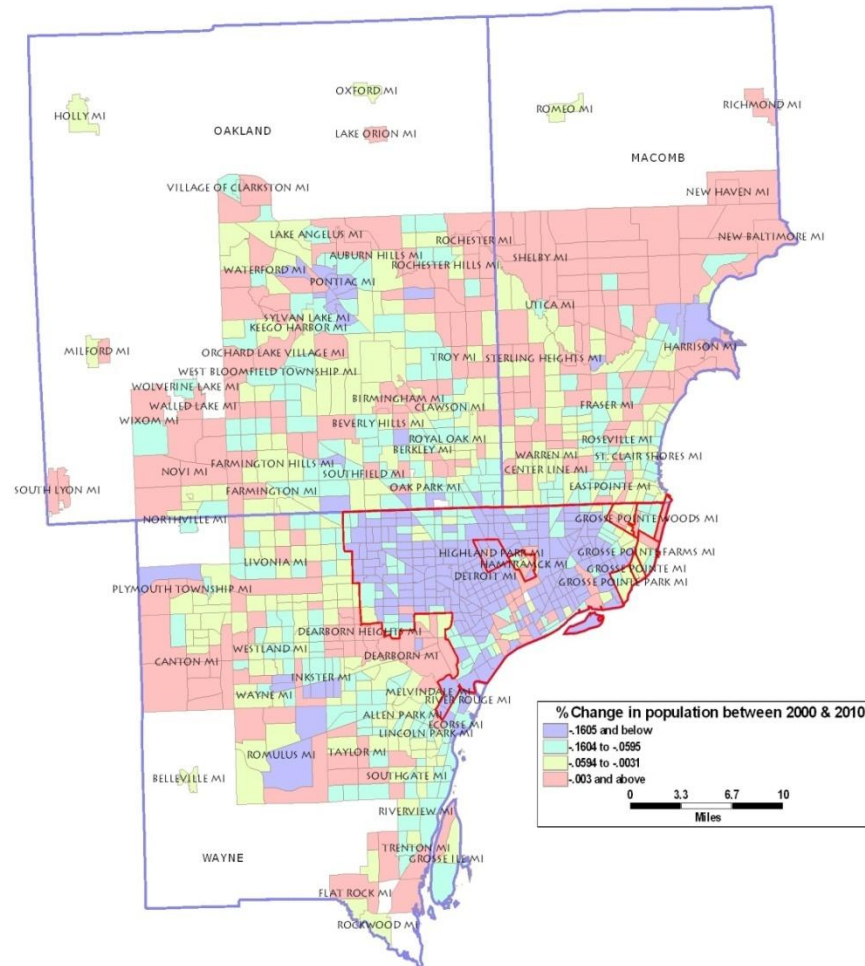 OXFORD MI
HOLLY MI
ROMEO MI
RICHMOND MI
OAKLAND
LAKE ORION MI
MACOMB
VILLAGE OF CLARKSTON MI
NEW HAVEN MI
LAKE ANGELUS MI
ROCHESTER MI
NEW BALTIMORE MI
AUBURN HILLS MI
ROCHESTER HILLS MI
SHELBY MI
WATERFORD MI
PONTIAC MI
UTICA MI
SYLVAN LAKE MI
KEEGO HARBOR MI
HARRISON MI
MILFORD MI
ORCHARD LAKE VILLAGE MI
TROY MI
STERLING HEIGHTS MI
WEST BLOOMFIELD TOWNSHIP MI
WOLVERINE LAKE MI
BIRMINGHAM MI
WALLED LAKE MI
CLAWSON MI
FRASER MI
WIXOM MI
BEVERLY HILLS MI
ROYAL OAK MI
ROSEVILLE MI
BERKLEY MI
WARREN MI
ST. CLAIR SHORES MI
FARMINGTON HILLS MI
NOVI MI
SOUTHFIELD MI
CENTER LINE MI
SOUTH LYON MI
FARMINGTON MI
OAK PARK MI
EASTPOINTE MI
NORTHVILLE MI
GROSSE POINTE WOODS MI
HIGHLAND PARK MI
GROSSE POINTE FARMS MI
LIVONIA MI
HAMTRAMCK MI
GROSSE POINTE MI
DETROIT MI
GROSSE POINTE PARK MI
PLYMOUTH TOWNSHIP MI
DEARBORN HEIGHTS MI
WESTLAND MI
DEARBORN MI
CANTON MI
INKSTER MI
WAYNE MI
MELVINDALE MI
RIVER ROUGE MI
ALLEN PARK MI
ECORSE MI
LINCOLN PARK MI
ROMULUS MI
TAYLOR MI
BELLEVILLE MI
SOUTHGATE MI
RIVERVIEW MI
WAYNE
TRENTON MI
GROSSE ILE MI
FLAT ROCK MI
ROCKWOOD MI
% Change in population between 2000 & 2010
-.1605 and below
-.1604 to -.0595
-.0594 to -.0031
-.003 and above
0 3.3 6.7 10
Miles